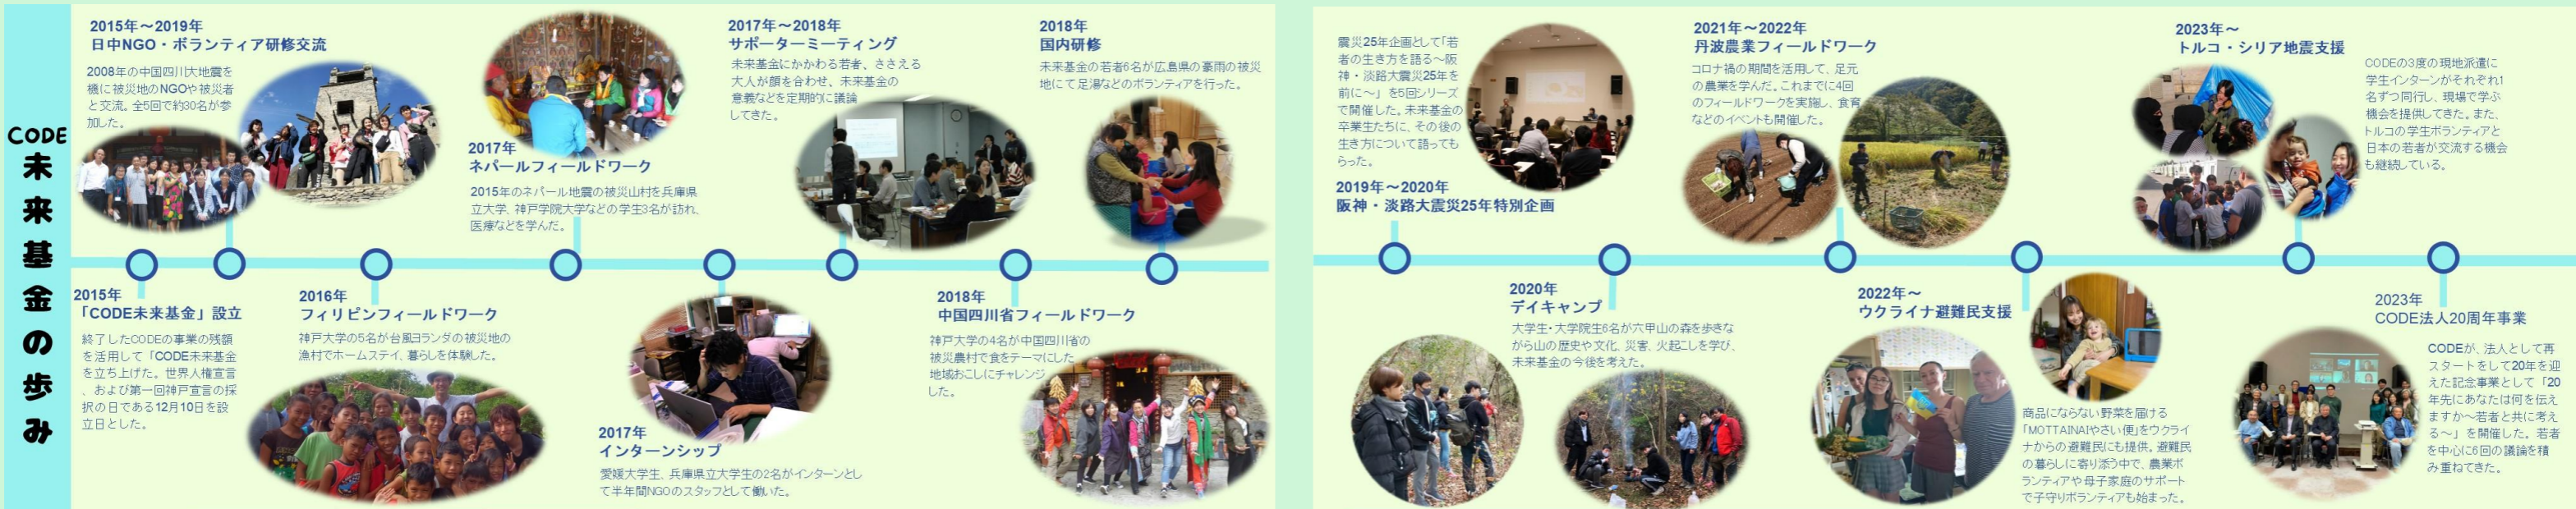 CODE
未来基金の歩み
2015年～2019年
日中NGO・ボランティア研修交流
2008年の中国四川大地震を
機に被災地のNGOや被災者
と交流。全5回で約30名が参
加した。
2015年
「CODE未来基金」設立
終了したCODEの事業の残額
を活用して「CODE未来基金
を立ち上げた。世界人権宣言
、および第一回神戸宣言の採
択の日である12月10日を設
立日とした。
2016年
フィリピンフィールドワーク
神戸大学の5名が台風ヨランダの被災地の
漁村でホームステイ、暮らしを体験した。
2017年
ネパールフィールドワーク
2015年のネパール地震の被災山村を兵庫県
立大学、神戸学院大学などの学生3名が訪れ、
医療などを学んだ。
2017年
インターンシップ
愛媛大学生、兵庫県立大学生の2名がインターンとし
て半年間NGOのスタッフとして働いた。
2017年～2018年
サポーターミーティング
未来基金にかかわる若者、ささえる
大人が顔を合わせ、未来基金の
意義などを定期的に議論
してきた。
2018年
中国四川省フィールドワーク
神戸大学の4名が中国四川省の
被災農村で食をテーマにした
地域おこしにチャレンジ
した。
2018年
国内研修
未来基金の若者6名が広島県の豪雨の被災
地にて足湯などのボランティアを行った。
震災25年企画として「若
者の生き方を語る～阪
神・淡路大震災25年を
前に～」を5回シリーズ
で開催した。未来基金の
卒業生たちに、その後の
生き方について語っても
らった。
2019年～2020年
阪神・淡路大震災25年特別企画
2020年
デイキャンプ
大学生・大学院生6名が六甲山の森を歩きな
がら山の歴史や文化、災害、火起こしを学び、
未来基金の今後を考えた。
2021年～2022年
丹波農業フィールドワーク
コロナ禍の期間を活用して、足元
の農業を学んだ。これまでに4回
のフィールドワークを実施し、食育
などのイベントも開催した。
2022年～
ウクライナ避難民支援
商品にならない野菜を届ける
「MOTTAINAIやさい便」をウクライ
ナからの避難民にも提供。避難民
の暮らしに寄り添う中で、農業ボ
ランティアや母子家庭のサポート
で子守りボランティアも始まった。
2023年～
トルコ・シリア地震支援
CODEの3度の現地派遣に
学生インターンがそれぞれ1
名ずつ同行し、現場で学ぶ
機会を提供してきた。また、
トルコの学生ボランティアと
日本の若者が交流する機会
も継続している。
2023年
CODE法人20周年事業
CODEが、法人として再
スタートをして20年を迎
えた記念事業として「20
年先にあなたは何を伝え
ますか～若者と共に考え
る～」を開催した。若者
を中心に6回の議論を積
み重ねてきた。